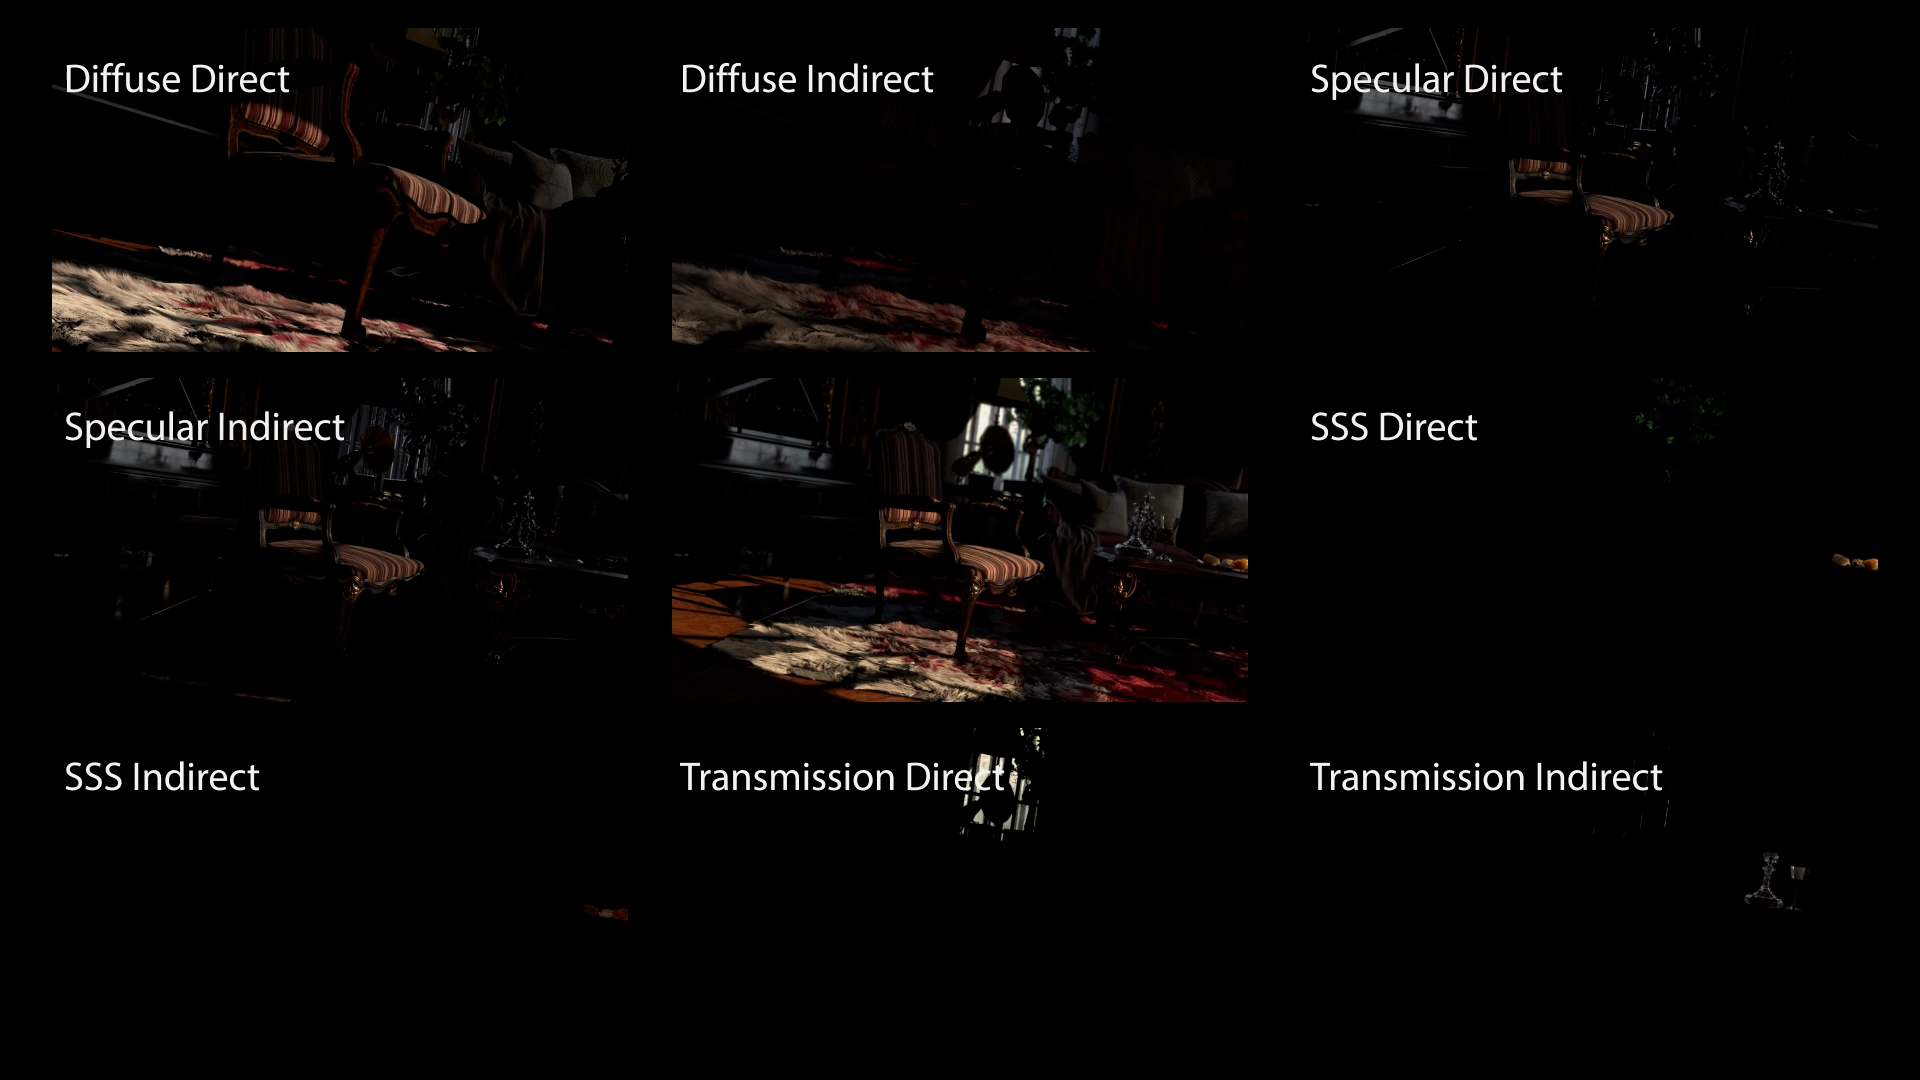 Diffuse Direct
Diffuse Indirect
Specular Direct
Specular Indirect
SSS Direct
SSS Indirect
Transmission Direct
Transmission Indirect